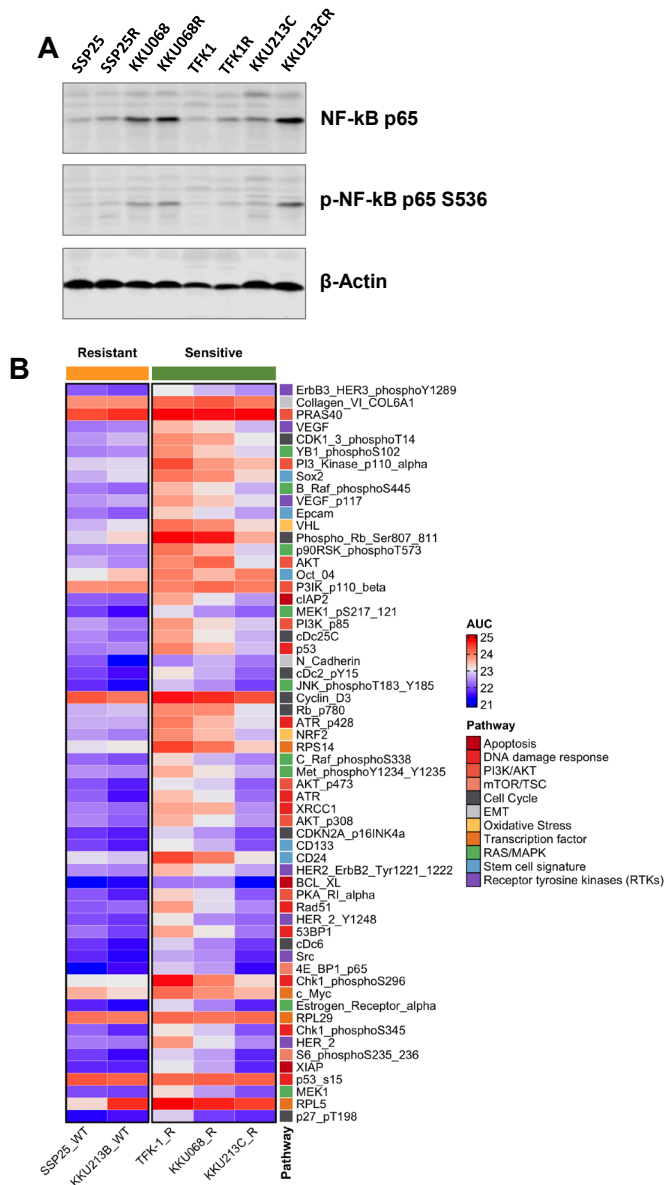 A
SSP25
SSP25R
KKU068
KKU068R
TFK1
TFK1R
KKU213C
KKU213CR
NF-kB p65
p-NF-kB p65 S536
β-Actin
B
Resistant
Sensitive
ErbB3_HER3_phosphoY1289
Collagen_VI_COL6A1
PRAS40
VEGF
CDK1_3_phosphoT14
YB1_phosphoS102
PI3_Kinase_p110_alpha
Sox2
B_Raf_phosphoS445
VEGF_p117
Epcam
VHL
Phospho_Rb_Ser807_811
p90RSK_phosphoT573
AKT
Oct_04
P3IK_p110_beta
cIAP2
MEK1_pS217_121
PI3K_p85
cDc25C
p53
N_Cadherin
cDc2_pY15
JNK_phosphoT183_Y185
Cyclin_D3
Rb_p780
ATR_p428
NRF2
RPS14
C_Raf_phosphoS338
Met_phosphoY1234_Y1235
AKT_p473
ATR
XRCC1
AKT_p308
CDKN2A_p16INK4a
CD133
CD24
HER2_ErbB2_Tyr1221_1222
BCL_XL
PKA_RI_alpha
Rad51
HER_2_Y1248
53BP1
cDc6
Src
4E_BP1_p65
Chk1_phosphoS296
c_Myc
Estrogen_Receptor_alpha
RPL29
Chk1_phosphoS345
HER_2
S6_phosphoS235_236
XIAP
p53_s15
MEK1
RPL5
p27_pT198
SSP25_WT
KKU213B_WT
TFK-1_R
KKU068_R
KKU213C_R
Pathway
AUC
25
24
23
22
21
Pathway
Apoptosis
DNA damage response
PI3K/AKT
mTOR/TSC
Cell Cycle
EMT
Oxidative Stress
Transcription factor
RAS/MAPK
Stem cell signature
Receptor tyrosine kinases (RTKs)